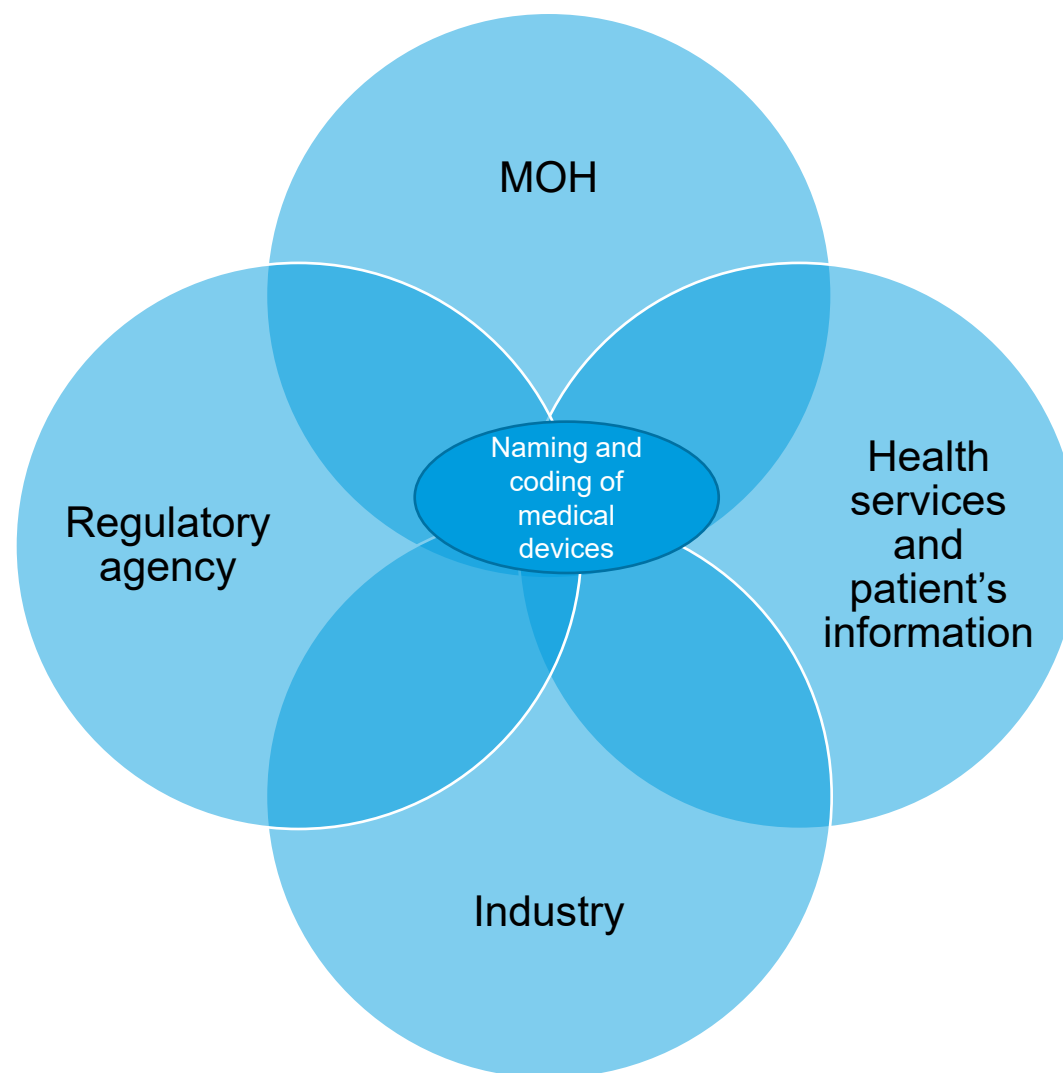 MOH
Naming and
coding of
medical
devices
Regulatory
agency
Health
services
and
patient’s
information
Industry